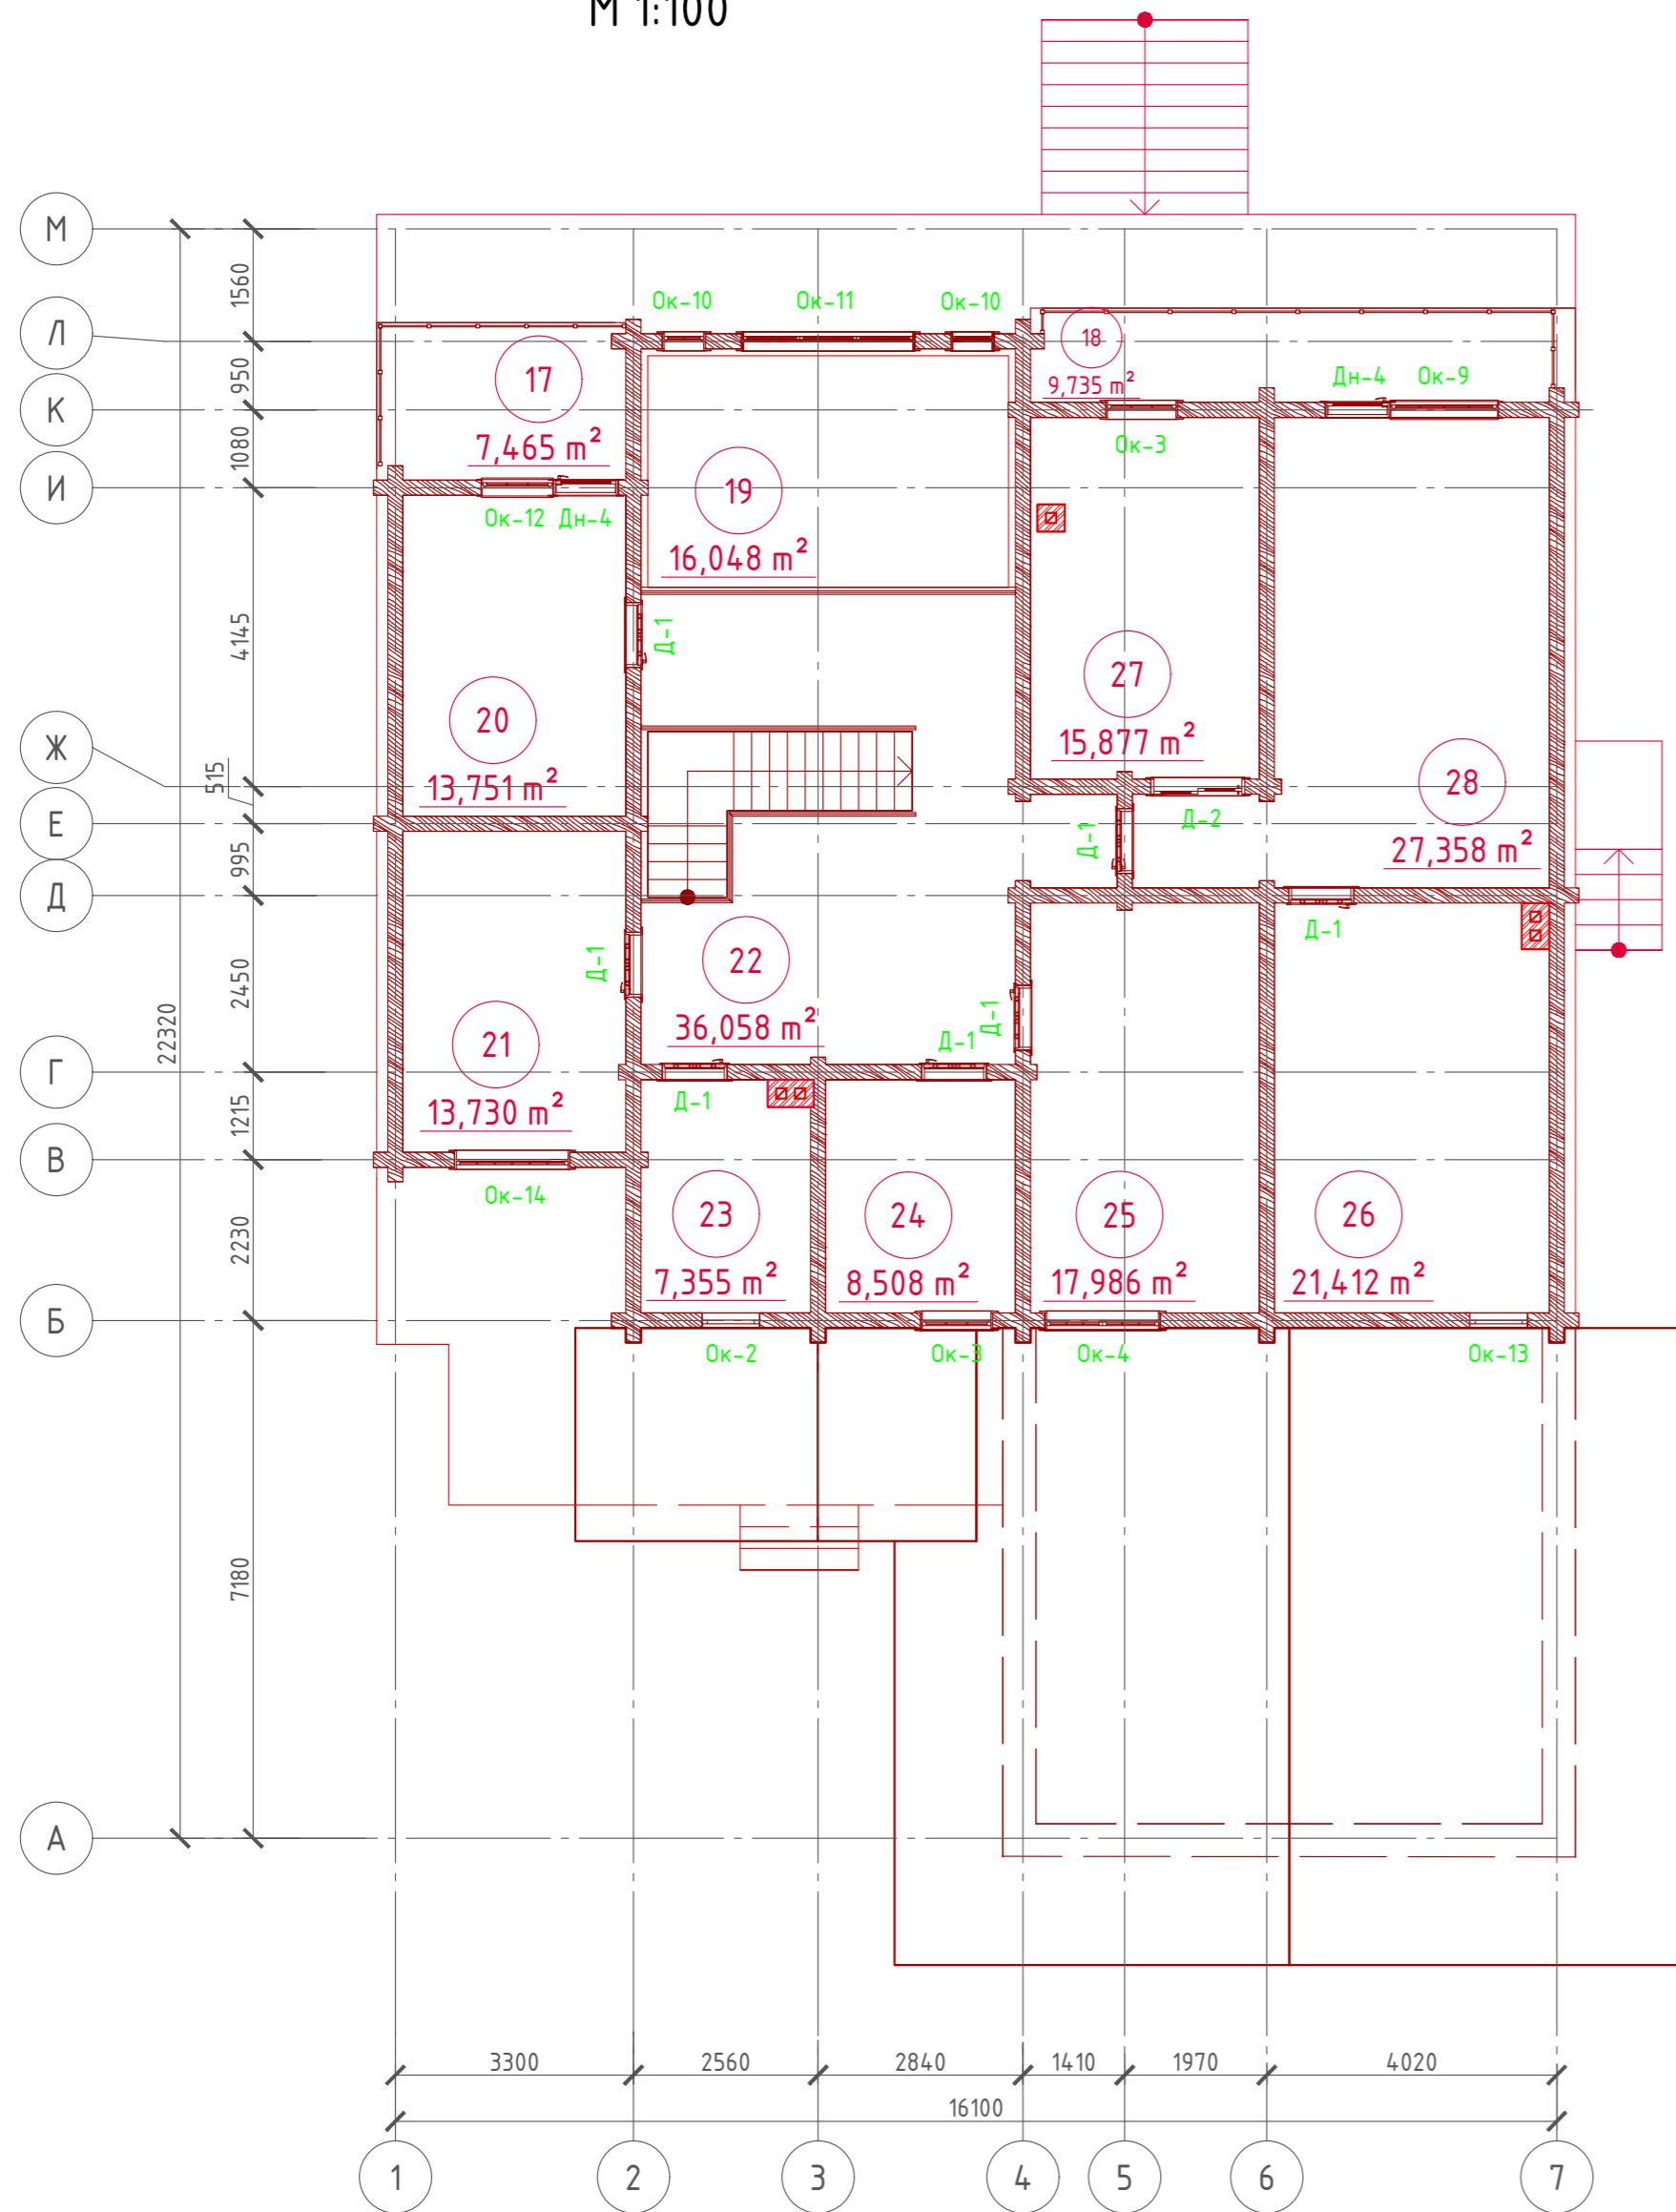 М 1:100
М
1560
Ок-10
Ок-11
Ок-10
Л
18
950
17
9,735 m²
Дн-4
Ок-9
К
7,465 m²
1080
Ок-3
И
19
Ок-12
Дн-4
16,048 m²
4145
Д-1
27
20
15,877 m²
Ж
515
13,751 m²
28
Е
Д-1
Д-2
995
27,358 m²
Д
Д-1
22
Д-1
2450
36,058 m²
Д-1
22320
21
Д-1
Г
13,730 m²
Д-1
1215
В
Ок-14
23
24
25
26
2230
7,355 m²
8,508 m²
17,986 m²
21,412 m²
Б
Ок-2
Ок-3
Ок-4
Ок-13
7180
А
3300
2560
2840
1410
1970
4020
16100
1
2
3
4
5
6
7